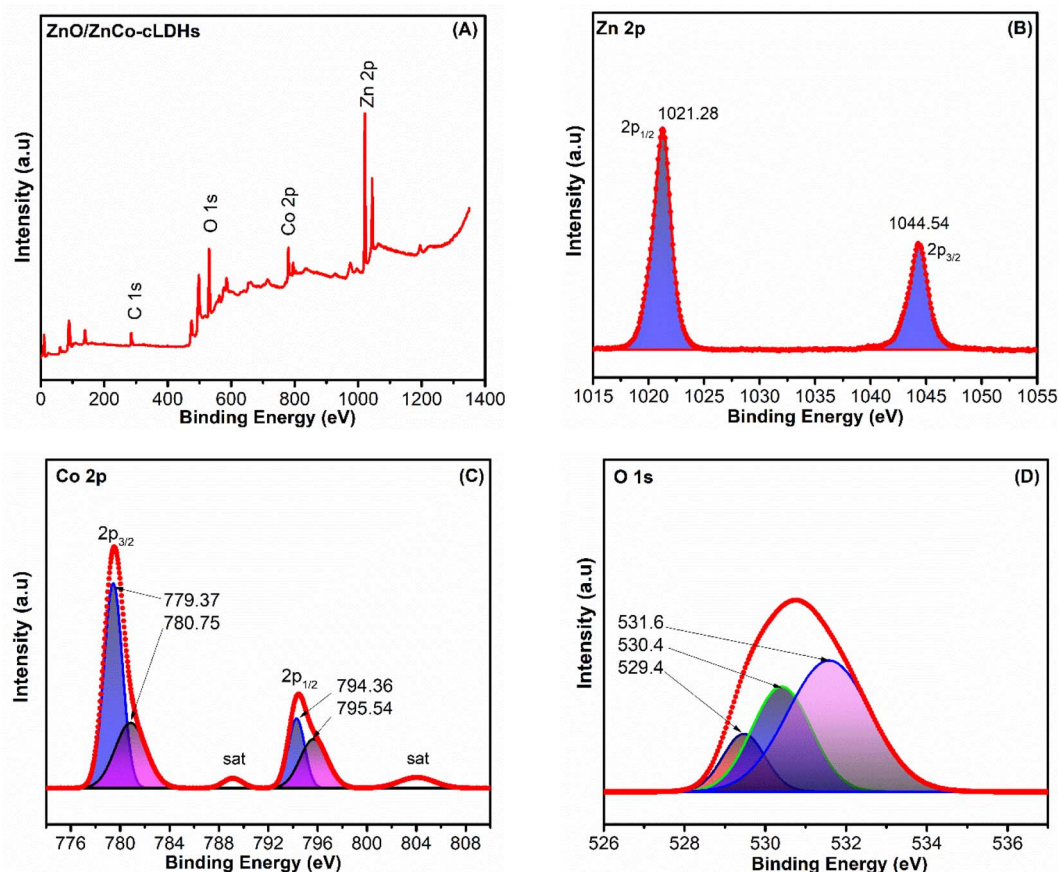 ZnO/ZnCo-cLDHs
(A)
C 1s
O 1s
Co 2p
Zn 2p
Intensity (a.u)
0 200 400 600 800 1000 1200 1400
Binding Energy (eV)
Zn 2p
(B)
1021.28
2p1/2
1044.54
2p3/2
Intensity (a.u)
1015 1020 1025 1030 1035 1040 1045 1050 1055
Binding Energy (eV)
Co 2p
(C)
2p3/2
779.37
780.75
2p1/2
794.36
795.54
sat
sat
Intensity (a.u)
776 780 784 788 792 796 800 804 808
Binding Energy (eV)
O 1s
(D)
531.6
530.4
529.4
Intensity (a.u)
526 528 530 532 534 536
Binding Energy (eV)